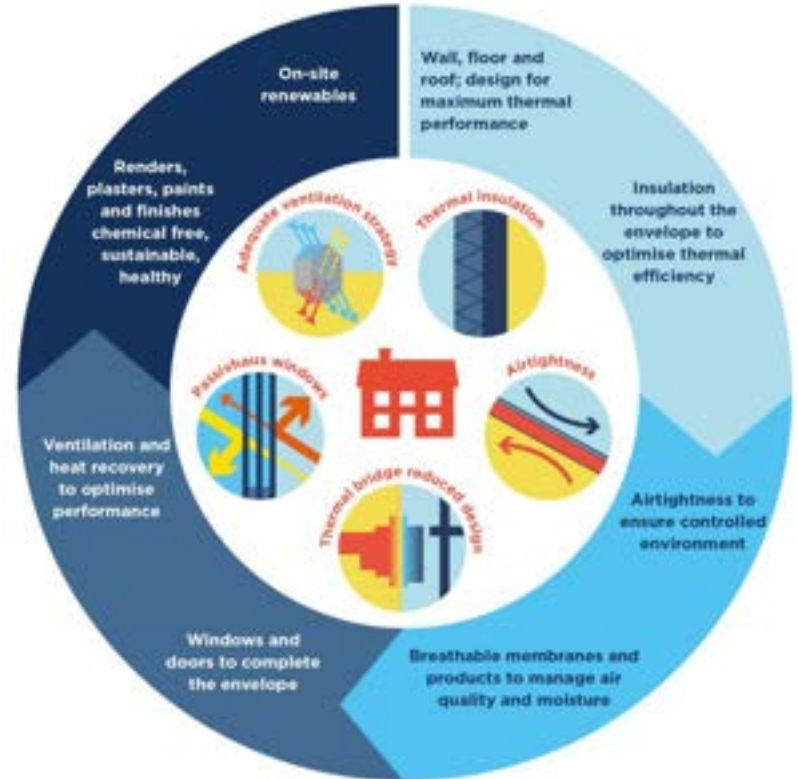 Wall, floor and
roof; design for
maximum thermal
performance
Insulation
throughout the
envelope to
optimise thermal
efficiency
Airtightness to
ensure controlled
environment
Breathable membranes and
products to manage air
quality and moisture
Windows and
doors to complete
the envelope
Ventilation and
heat recovery
to optimise
performance
Renders,
plasters, paints
and finishes
chemical free,
sustainable,
healthy
On-site
renewables
Adequate ventilation strategy
Thermal insulation
Airtightness
Thermal bridge reduced design
Passishaus windows